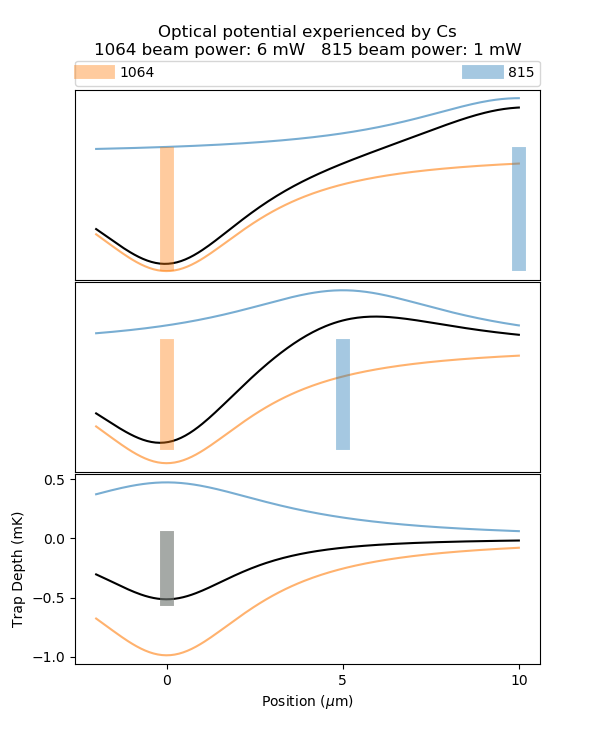 Optical potential experienced by Cs
1064 beam power: 6 mW   815 beam power: 1 mW
1064
815
0.5
0.0
−0.5
−1.0
Trap Depth (mK)
0
5
10
Position (μm)